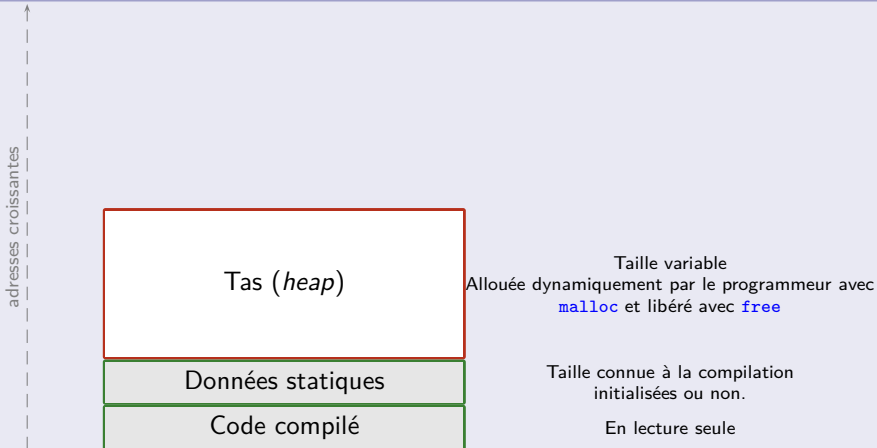 adresses croissantes
Tas (heap)
Taille variable
Allouée dynamiquement par le programmeur avec
malloc et libéré avec free
Données statiques
Taille connue à la compilation
initialisées ou non.
Code compilé
En lecture seule